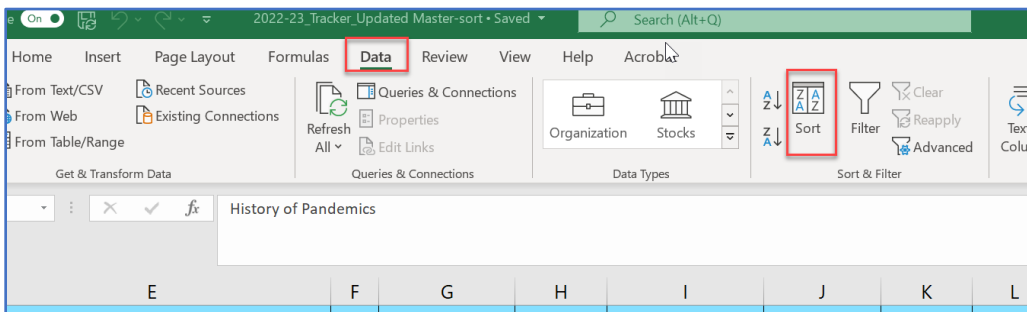 e On 2022-23_Tracker_Updated Master-sort • Saved Search (Alt+Q)
Home Insert Page Layout Formulas Data Review View Help Acrobat
From Text/CSV Recent Sources Queries & Connections Clear
From Web Existing Connections Properties Reapply
From Table/Range Refresh All Edit Links Organization Stocks Sort Filter Advanced
Get & Transform Data Queries & Connections Data Types Sort & Filter
fx History of Pandemics
E F G H I J K L